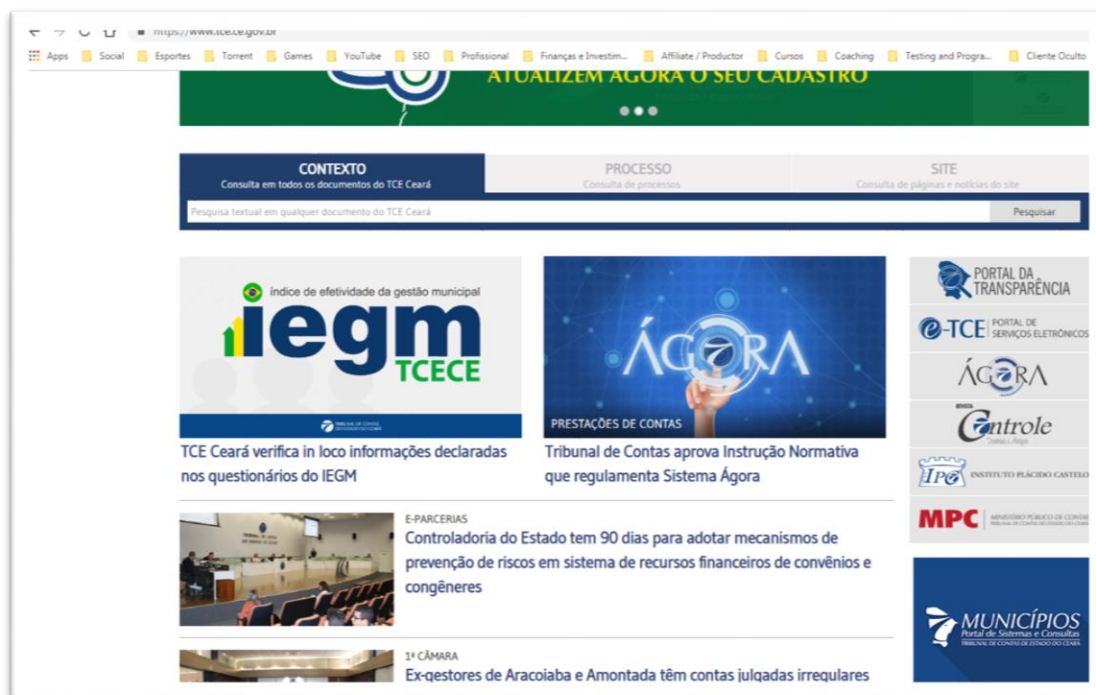 https://www.tce.ce.gov.br
Apps Social Esportes Torrent Games YouTube SEO Profissional Finanças e Investim... Affiliate / Productor Cursos Coaching Testing and Progra... Cliente Oculto
ATUALIZEM AGORA O SEU CADASTRO
CONTEXTO
Consulta em todos os documentos do TCE Ceará
PROCESSO
Consulta de processos
SITE
Consulta de páginas e notícias do site
Pesquisa textual em qualquer documento do TCE Ceará
Pesquisar
índice de efetividade da gestão municipal
iegm
TCECE
TCE Ceará verifica in loco informações declaradas
nos questionários do IEGM
ÁGORA
PRESTAÇÕES DE CONTAS
Tribunal de Contas aprova Instrução Normativa
que regulamenta Sistema Ágora
E-PARCERIAS
Controladoria do Estado tem 90 dias para adotar mecanismos de
prevenção de riscos em sistema de recursos financeiros de convênios e
congêneres
1ª CÂMARA
Ex-gestores de Aracoiaba e Amontada têm contas julgadas irregulares
PORTAL DA
TRANSPARÊNCIA
e-TCE
PORTAL DE
SERVIÇOS ELETRÔNICOS
ÁGORA
REVISTA
Controle
IPC
INSTITUTO PLÁCIDO CASTELO
MPC
MINISTÉRIO PÚBLICO DE CONTAS
MUNICÍPIOS
Portal de Sistemas e Consultas
TRIBUNAL DE CONTAS DO ESTADO DO CEARÁ